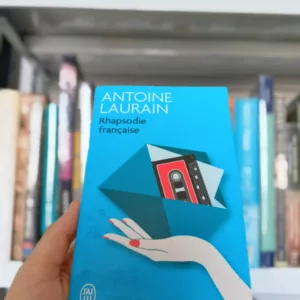 ANTOINE
LAURAIN
Rhapsodie
française
J'AI
LU